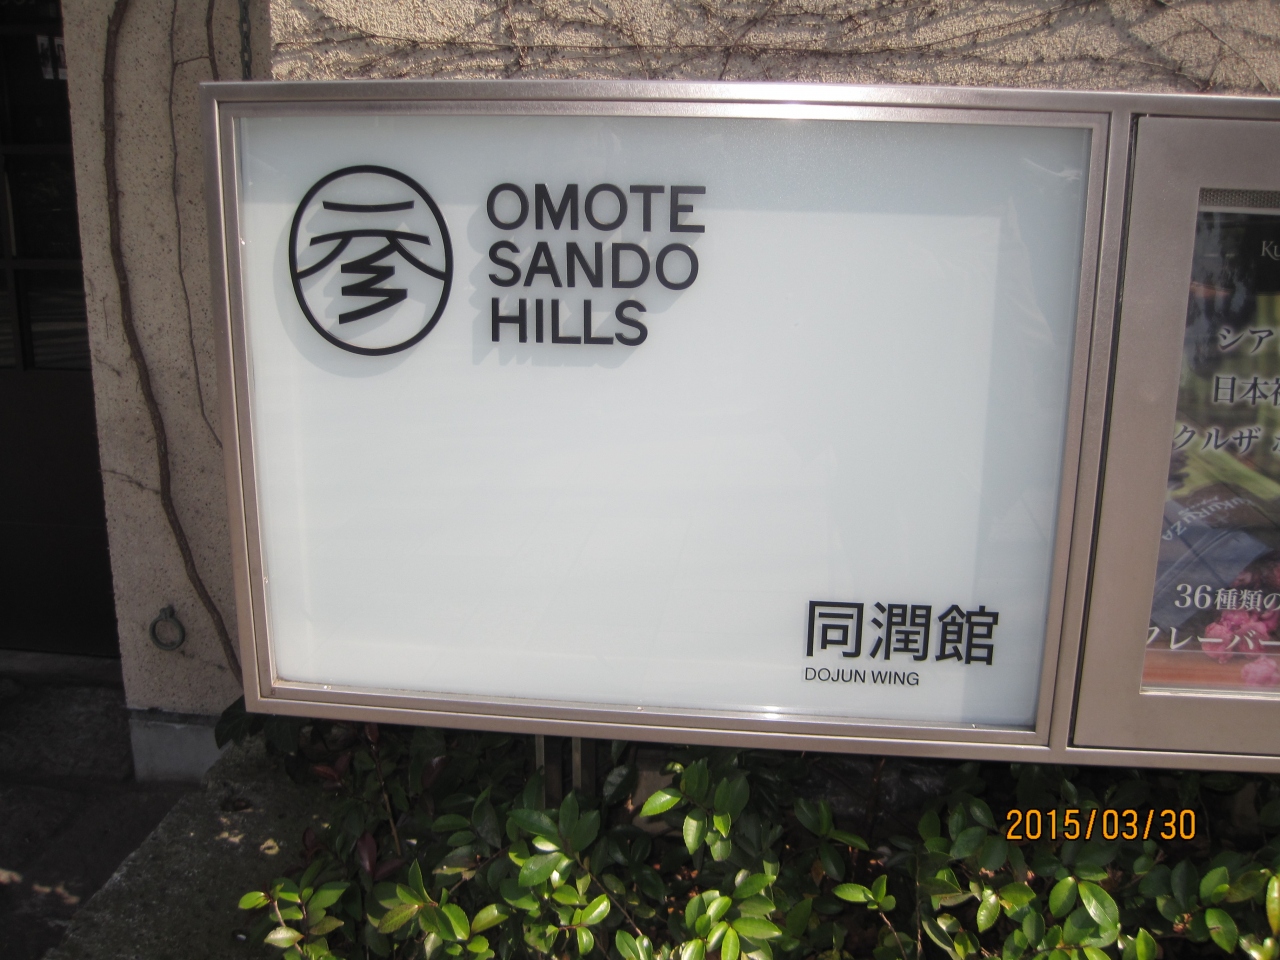 OMOTE
SANDO
HILLS
同潤館
DOJUN WING
シア
日本
クルザ
KUKURUZA
36種類の
フレーバー
2015/03/30